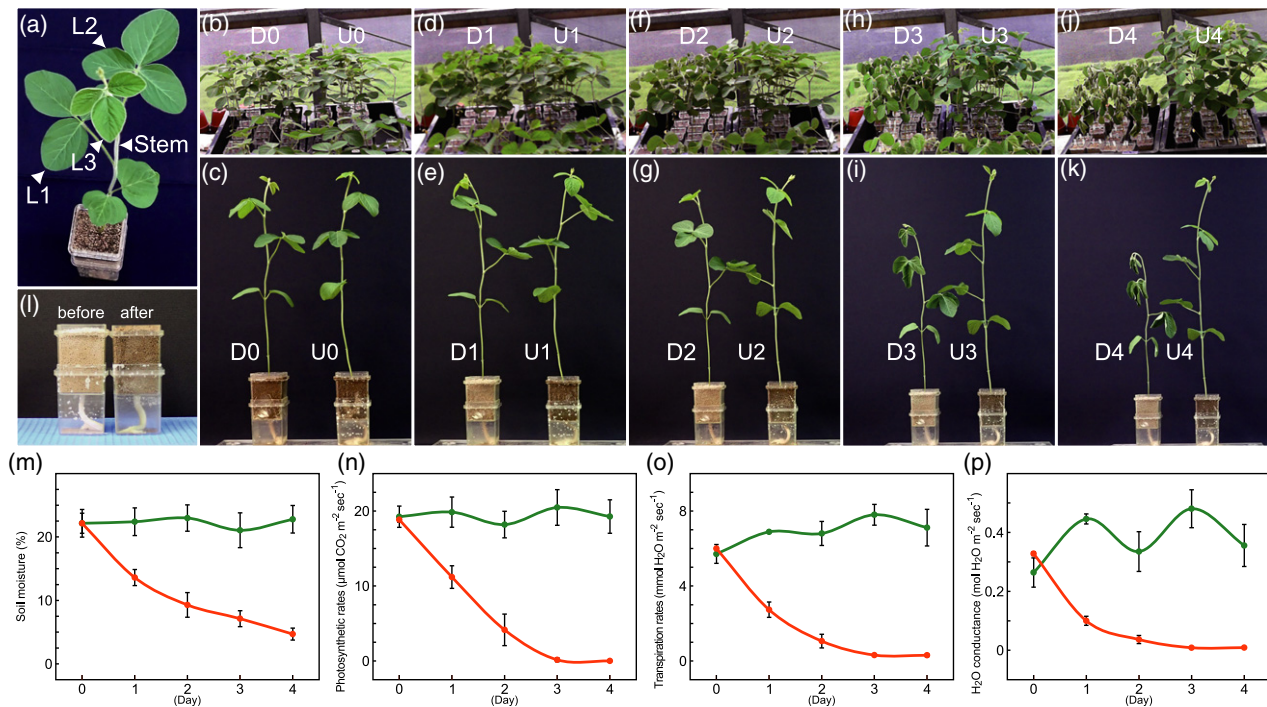 (a)
L2
Stem
L3
L1
(b)
D0 U0
(c)
D0 U0
(d)
D1 U1
(e)
D1 U1
(f)
D2 U2
(g)
D2 U2
(h)
D3 U3
(i)
D3 U3
(j)
D4 U4
(k)
D4 U4
(l)
before after
(m)
Soil moisture (%)
20
15
10
5
0
0 1 2 3 4
(Day)
(n)
Photosynthetic rates (µmol CO₂ m⁻² sec⁻¹)
20
10
0
0 1 2 3 4
(Day)
(o)
Transpiration rates (mmol H₂O m⁻² sec⁻¹)
8
4
0
0 1 2 3 4
(Day)
(p)
H₂O conductance (mol H₂O m⁻² sec⁻¹)
0.4
0.2
0
0 1 2 3 4
(Day)